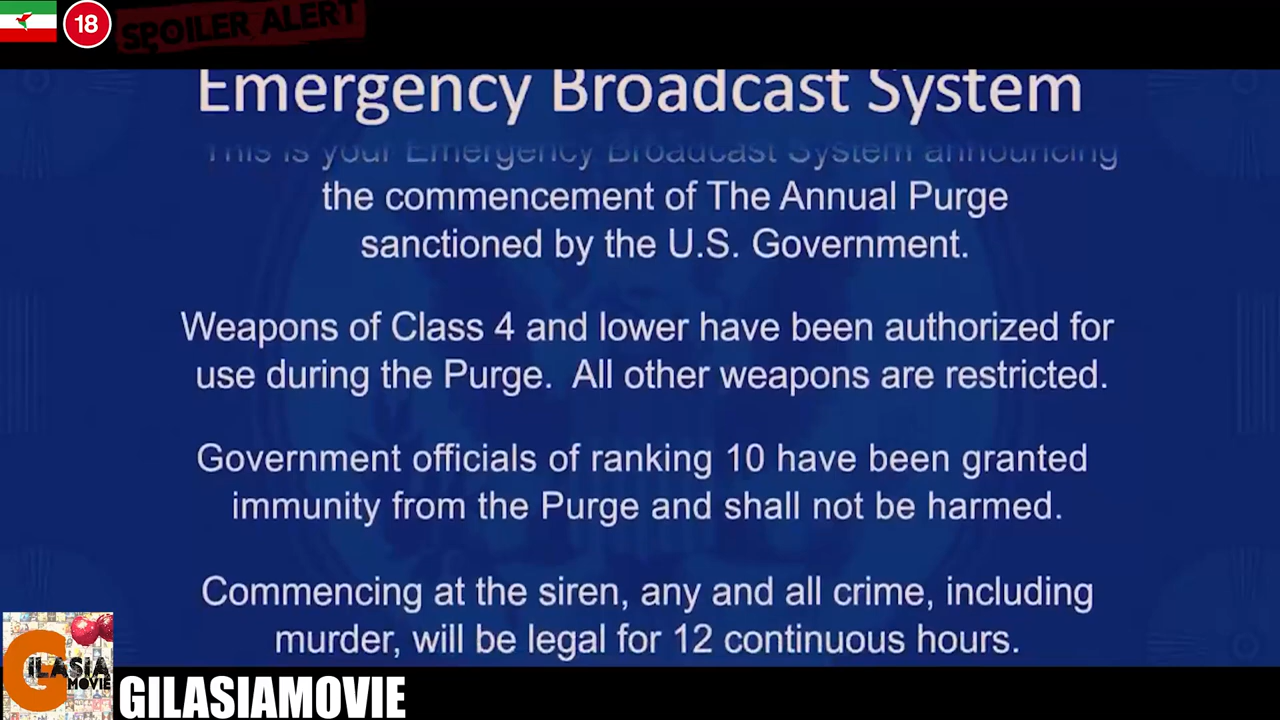 18
SPOILER ALERT
Emergency Broadcast System
This is your Emergency Broadcast System announcing
the commencement of The Annual Purge
sanctioned by the U.S. Government.
Weapons of Class 4 and lower have been authorized for
use during the Purge.  All other weapons are restricted.
Government officials of ranking 10 have been granted
immunity from the Purge and shall not be harmed.
Commencing at the siren, any and all crime, including
murder, will be legal for 12 continuous hours.
GILASIA
MOVIE
GILASIAMOVIE